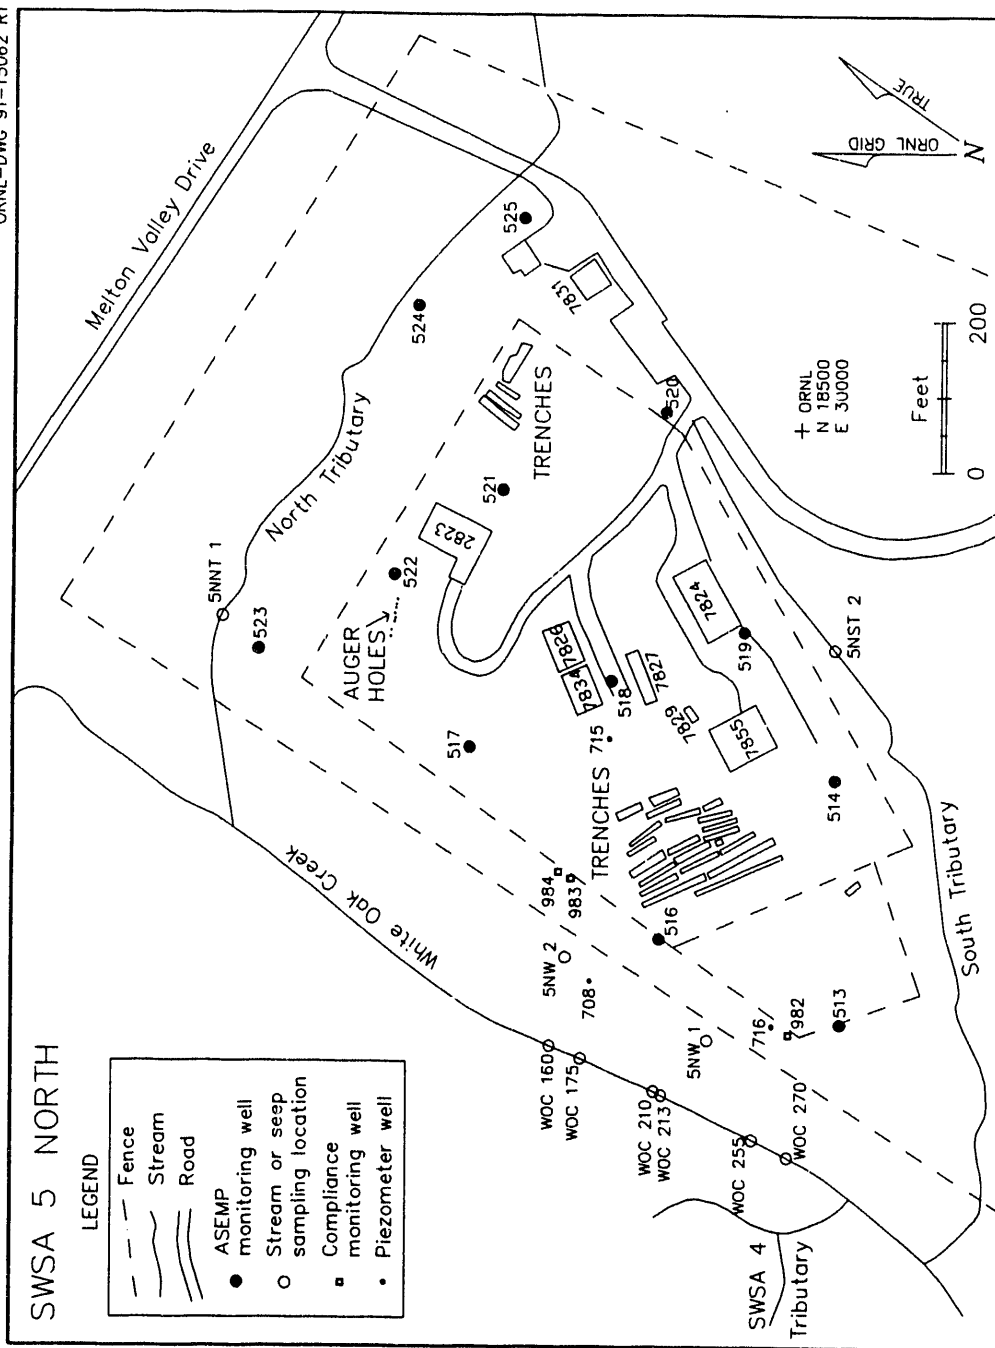 ORNL-DWG 91-15062 R1
SWSA 5 NORTH
LEGEND
Fence
Stream
Road
ASEMP
monitoring well
Stream or seep
sampling location
Compliance
monitoring well
Piezometer well
Melton Valley Drive
North Tributary
White Oak Creek
South Tributary
SWSA 4
Tributary
5NNT 1
523
524
525
7831
TRENCHES
521
2823
522
AUGER
HOLES
520
517
7826
7834
518
7827
7829
715
7824
519
7855
5NST 2
514
TRENCHES
984
983
516
5NW 2
708
5NW 1
716
982
513
WOC 160
WOC 175
WOC 210
WOC 213
WOC 255
WOC 270
TRUE
ORNL GRID
N
+ ORNL
N 18500
E 30000
Feet
0
200